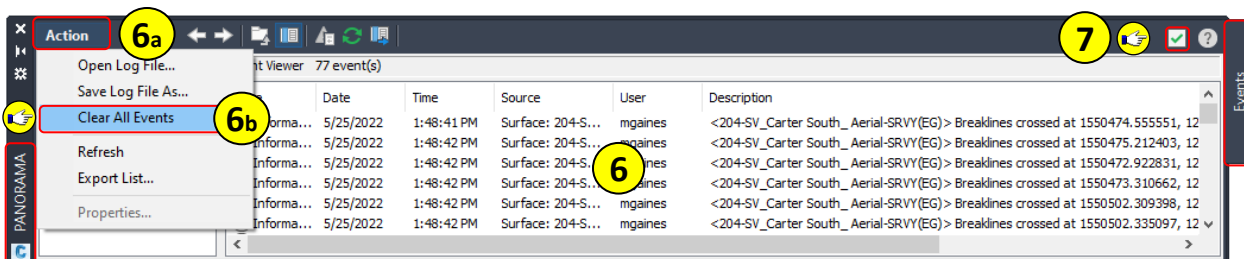 Action
6a
7
Open Log File...
nt Viewer 77 event(s)
Save Log File As...
Date Time Source User Description
Clear All Events
6b
Informa... 5/25/2022 1:48:41 PM Surface: 204-S... mgaines <204-SV_Carter South_ Aerial-SRVY(EG)> Breaklines crossed at 1550474.555551, 12
Informa... 5/25/2022 1:48:42 PM Surface: 204-S... mgaines <204-SV_Carter South_ Aerial-SRVY(EG)> Breaklines crossed at 1550475.212403, 12
Refresh
Informa... 5/25/2022 1:48:42 PM Surface: 204-S... 6 gaines <204-SV_Carter South_ Aerial-SRVY(EG)> Breaklines crossed at 1550472.922831, 12
Export List...
Informa... 5/25/2022 1:48:42 PM Surface: 204-S... mgaines <204-SV_Carter South_ Aerial-SRVY(EG)> Breaklines crossed at 1550473.310662, 12
Informa... 5/25/2022 1:48:42 PM Surface: 204-S... mgaines <204-SV_Carter South_ Aerial-SRVY(EG)> Breaklines crossed at 1550502.309398, 12
Properties...
Informa... 5/25/2022 1:48:42 PM Surface: 204-S... mgaines <204-SV_Carter South_ Aerial-SRVY(EG)> Breaklines crossed at 1550502.335097, 12
PANORAMA
C
Events